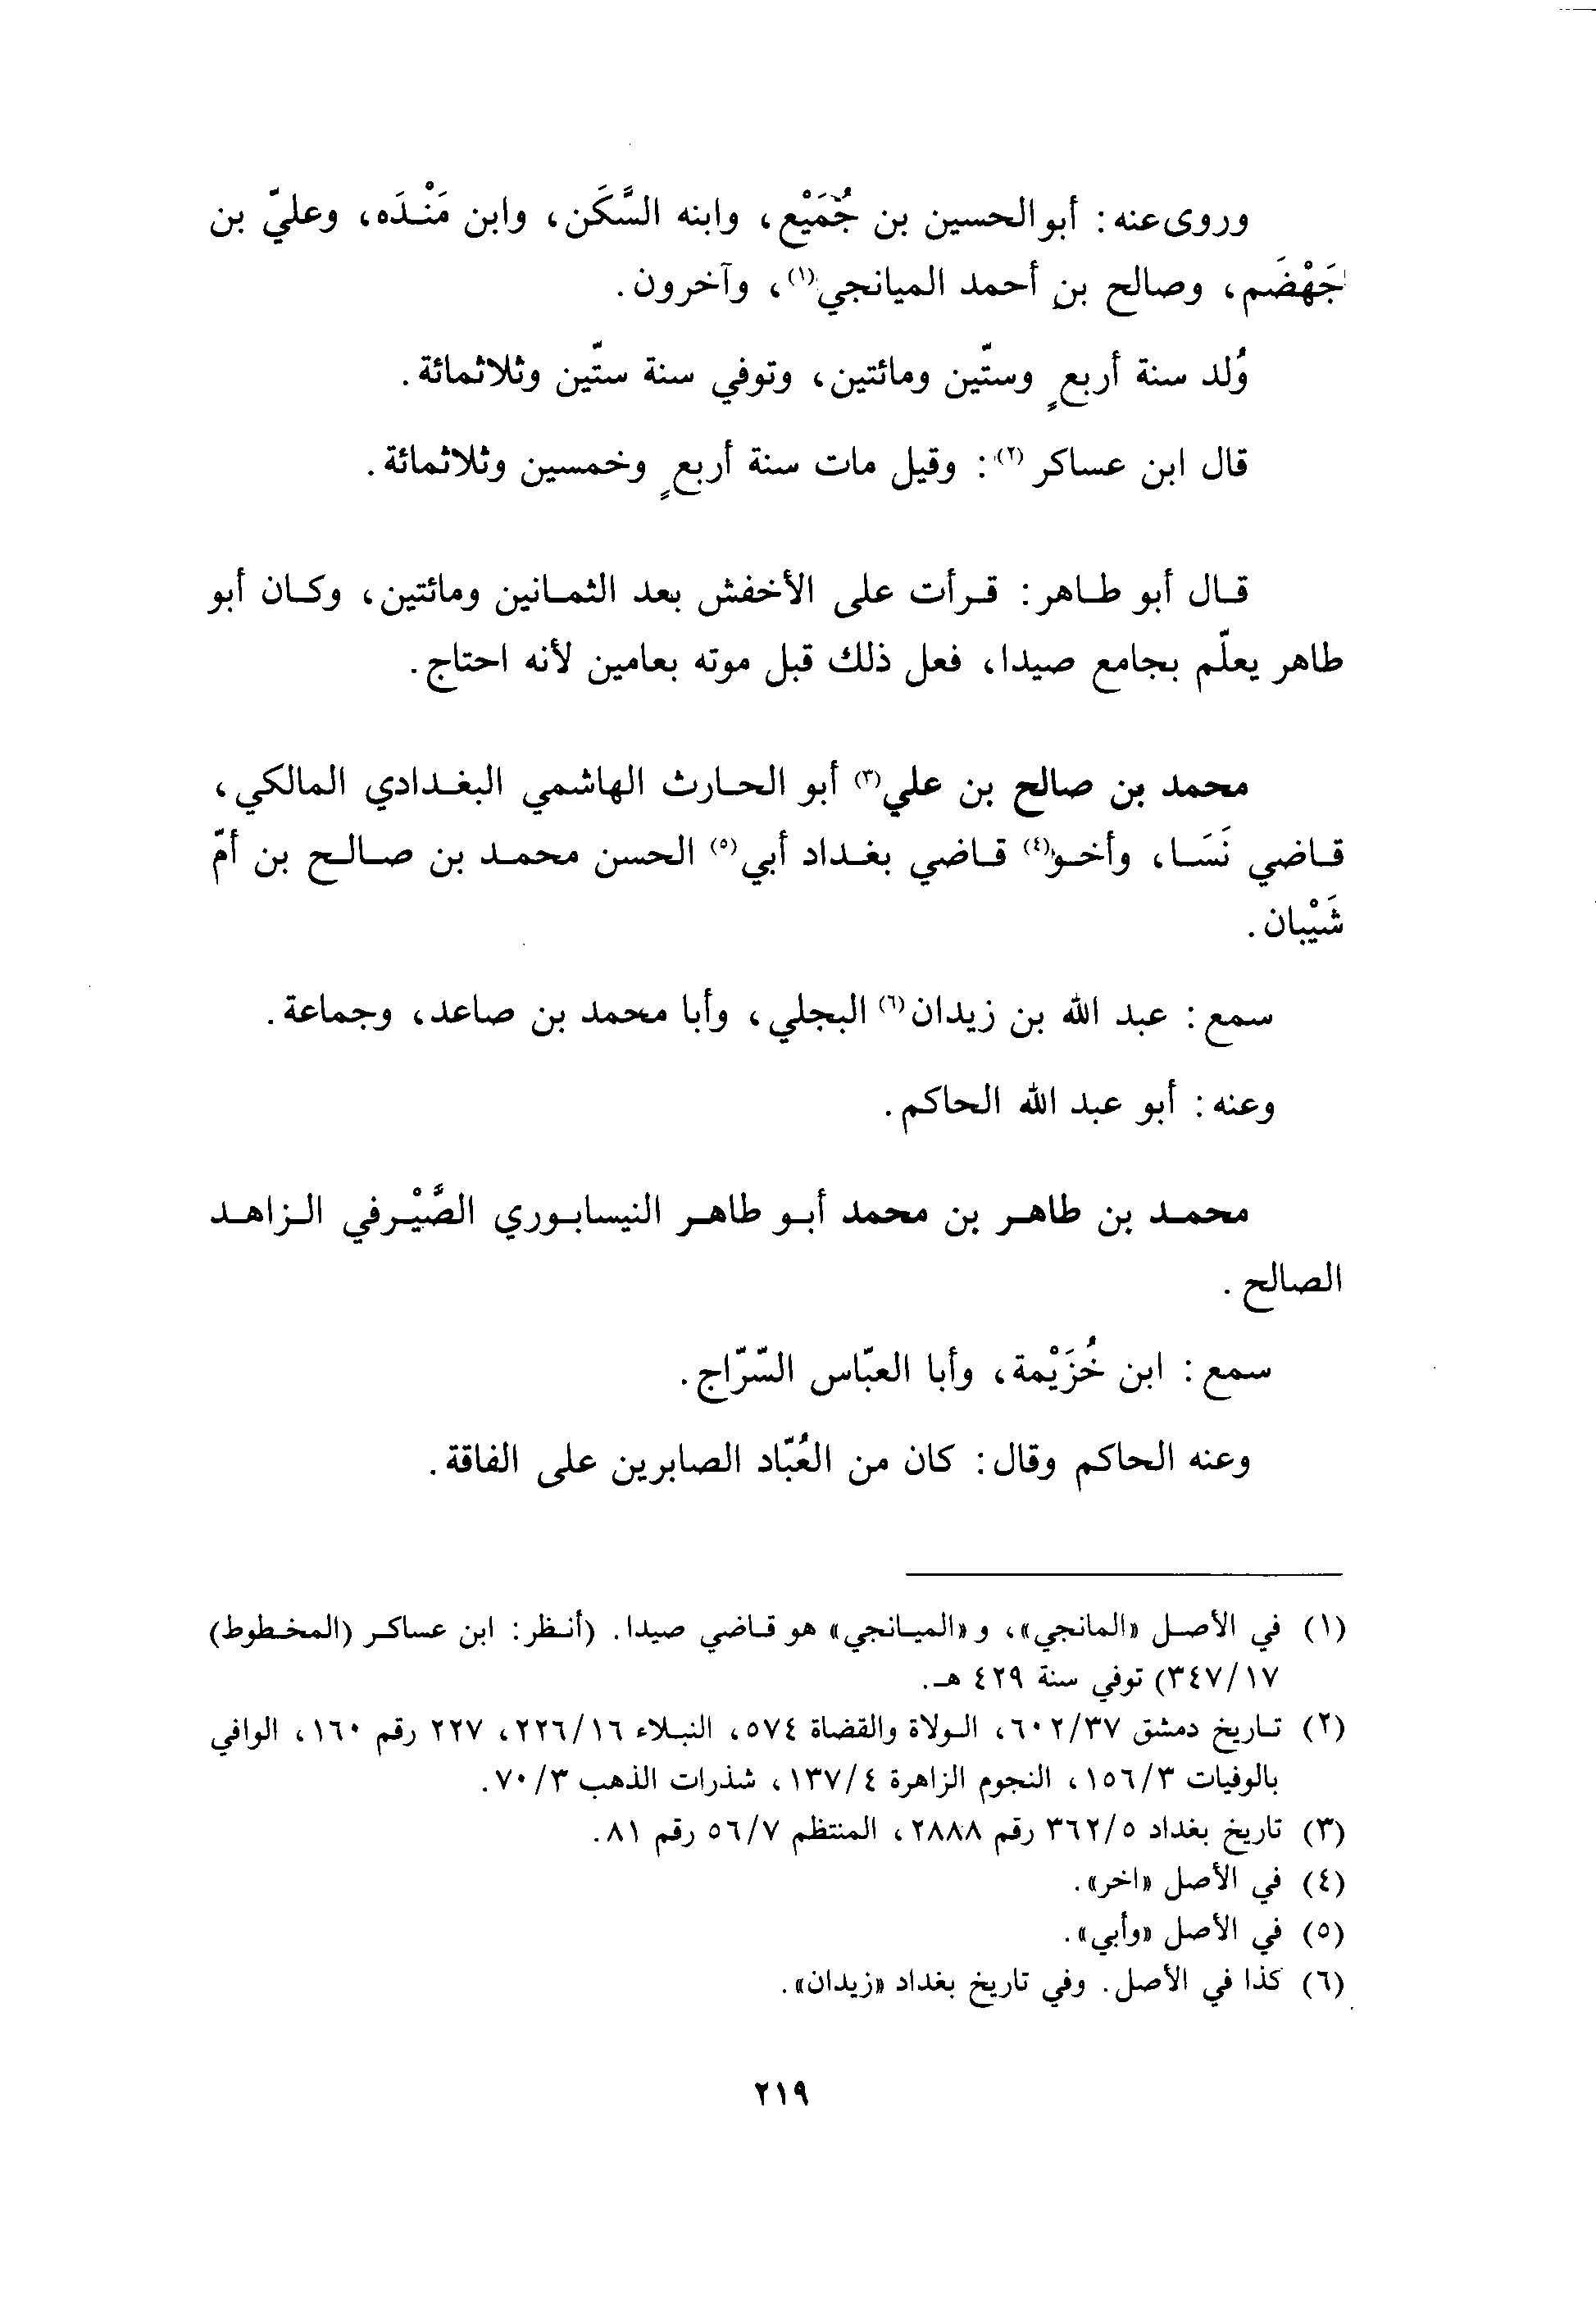 وروى عنه: أبو الحسين بن جُمَيْع، وابنه السَّكَن، وابن مَنْدَه، وعليّ بن
جَهْضَم، وصالح بن أحمد الميانجي(١)، وآخرون.
وُلد سنة أربعٍ وستّين ومائتين، وتوفي سنة ستّين وثلاثمائة.
قال ابن عساكر(٢): وقيل مات سنة أربعٍ وخمسين وثلاثمائة.
قال أبو طاهر: قرأت على الأخفش بعد الثمانين ومائتين، وكان أبو
طاهر يعلّم بجامع صيدا، فعل ذلك قبل موته بعامين لأنه احتاج.
محمد بن صالح بن علي(٣) أبو الحارث الهاشمي البغدادي المالكي،
قاضي نَسَا، وأخو(٤) قاضي بغداد أبي(٥) الحسن محمد بن صالح بن أمّ
شَيْبان.
سمع: عبد الله بن زيدان(٦) البجلي، وأبا محمد بن صاعد، وجماعة.
وعنه: أبو عبد الله الحاكم.
محمد بن طاهر بن محمد أبو طاهر النيسابوري الصَّيْرفي الزاهد
الصالح.
سمع: ابن خُزَيْمة، وأبا العبّاس السّرّاج.
وعنه الحاكم وقال: كان من العُبّاد الصابرين على الفاقة.
(١) في الأصل «المانجي»، و«الميانجي» هو قاضي صيدا. (أنظر: ابن عساكر (المخطوط)
٣٤٧/١٧) توفي سنة ٤٢٩ هـ.
(٢) تاريخ دمشق ٦٠٢/٣٧، الولاة والقضاة ٥٧٤، النبلاء ٢٢٦/١٦، ٢٢٧ رقم ١٦٠، الوافي
بالوفيات ١٥٦/٣، النجوم الزاهرة ١٣٧/٤، شذرات الذهب ٧٠/٣.
(٣) تاريخ بغداد ٣٦٢/٥ رقم ٢٨٨٨، المنتظم ٥٦/٧ رقم ٨١.
(٤) في الأصل «اخر».
(٥) في الأصل «وأبي».
(٦) كذا في الأصل. وفي تاريخ بغداد «زيدان».
٢١٩